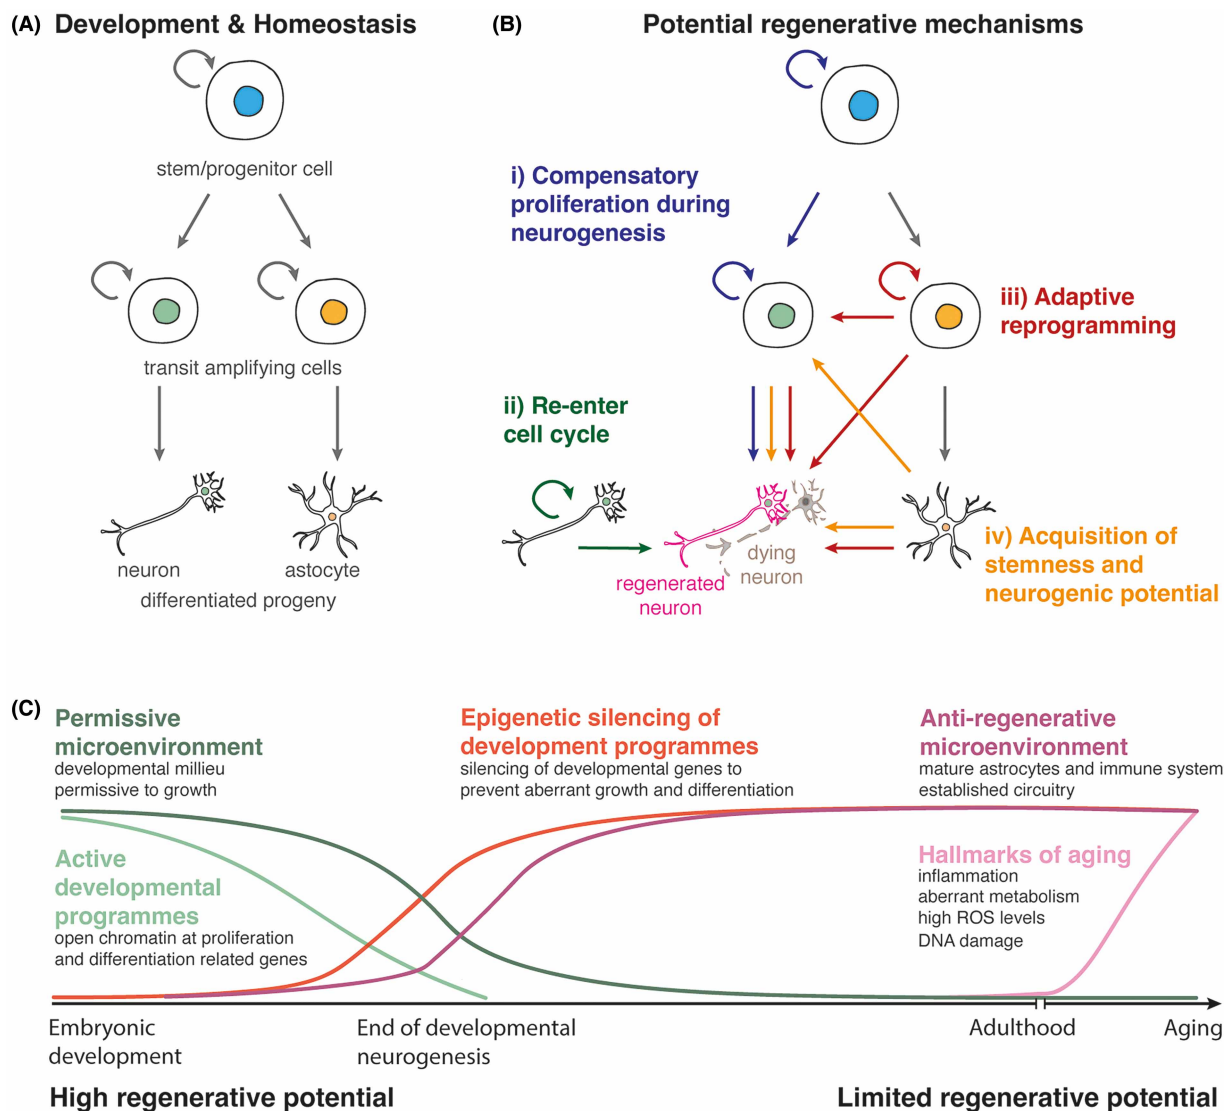 (A) Development & Homeostasis
stem/progenitor cell
transit amplifying cells
neuron
astocyte
differentiated progeny
(B) Potential regenerative mechanisms
i) Compensatory
proliferation during
neurogenesis
iii) Adaptive
reprogramming
ii) Re-enter
cell cycle
dying
neuron
regenerated
neuron
iv) Acquisition of
stemness and
neurogenic potential
(C)
Permissive
microenvironment
developmental millieu
permissive to growth
Epigenetic silencing of
development programmes
silencing of developmental genes to
prevent aberrant growth and differentiation
Anti-regenerative
microenvironment
mature astrocytes and immune system
established circuitry
Active
developmental
programmes
open chromatin at proliferation
and differentiation related genes
Hallmarks of aging
inflammation
aberrant metabolism
high ROS levels
DNA damage
Embryonic
development
End of developmental
neurogenesis
Adulthood
Aging
High regenerative potential
Limited regenerative potential